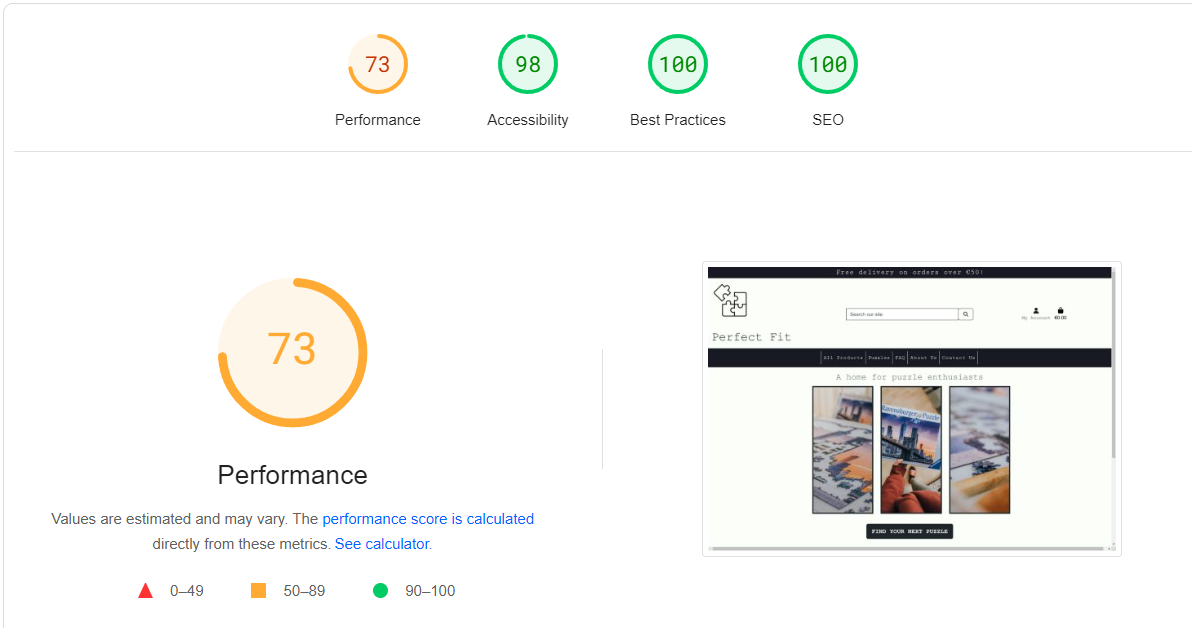 73
98
100
100
Performance
Accessibility
Best Practices
SEO
73
Performance
Values are estimated and may vary. The performance score is calculated
directly from these metrics. See calculator.
0–49
50–89
90–100
Free delivery on orders over €50!
Search our site
My Account
€0.00
Perfect Fit
All Products
Puzzles
FAQ
About Us
Contact Us
A home for puzzle enthusiasts
Ravensburger Puzzle
FIND YOUR NEXT PUZZLE